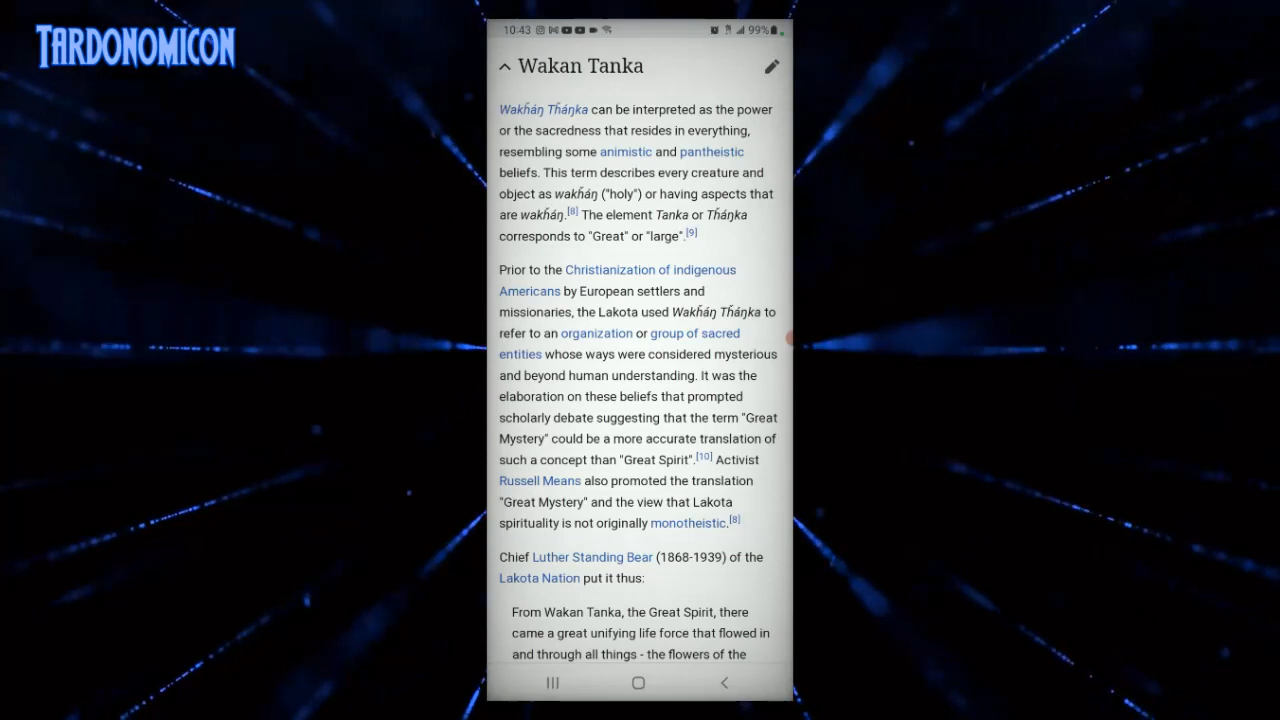 TARDONOMICON
10:43
99%
Wakan Tanka
Wakȟáŋ Tȟáŋka can be interpreted as the power
or the sacredness that resides in everything,
resembling some animistic and pantheistic
beliefs. This term describes every creature and
object as wakȟáŋ ("holy") or having aspects that
are wakȟáŋ.[8] The element Tanka or Tȟáŋka
corresponds to "Great" or "large".[9]
Prior to the Christianization of indigenous
Americans by European settlers and
missionaries, the Lakota used Wakȟáŋ Tȟáŋka to
refer to an organization or group of sacred
entities whose ways were considered mysterious
and beyond human understanding. It was the
elaboration on these beliefs that prompted
scholarly debate suggesting that the term "Great
Mystery" could be a more accurate translation of
such a concept than "Great Spirit".[10] Activist
Russell Means also promoted the translation
"Great Mystery" and the view that Lakota
spirituality is not originally monotheistic.[8]
Chief Luther Standing Bear (1868-1939) of the
Lakota Nation put it thus:
From Wakan Tanka, the Great Spirit, there
came a great unifying life force that flowed in
and through all things - the flowers of the